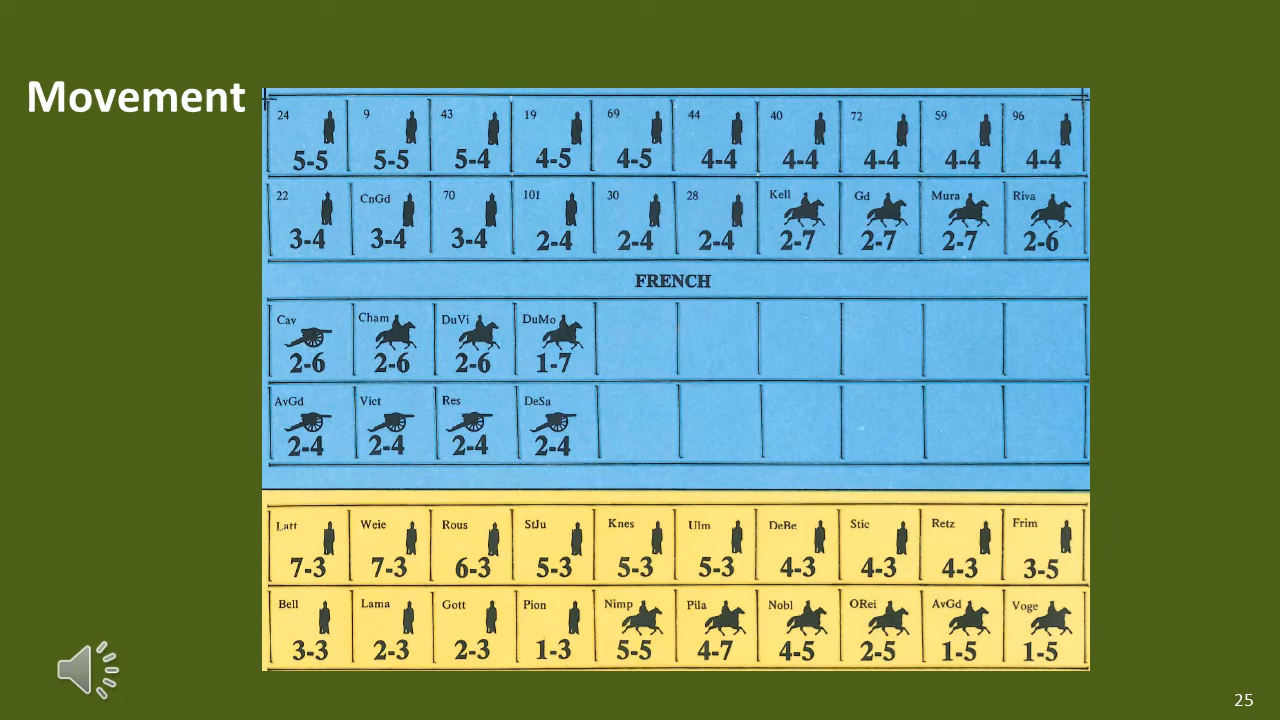 Movement
24 9 43 19 69 44 40 72 59 96
5-5 5-5 5-4 4-5 4-5 4-4 4-4 4-4 4-4 4-4
22 CnGd 70 101 30 28 Kell Gd Mura Riva
3-4 3-4 3-4 2-4 2-4 2-4 2-7 2-7 2-7 2-6
FRENCH
Cav Cham DuVi DuMo
2-6 2-6 2-6 1-7
AvGd Vict Res DeSa
2-4 2-4 2-4 2-4
Latt Weie Rous StJu Knes Ulm DeBe Stic Retz Frim
7-3 7-3 6-3 5-3 5-3 5-3 4-3 4-3 4-3 3-5
Bell Lama Gott Pion Nimp Pila Nobl ORei AvGd Voge
3-3 2-3 2-3 1-3 5-5 4-7 4-5 2-5 1-5 1-5
25